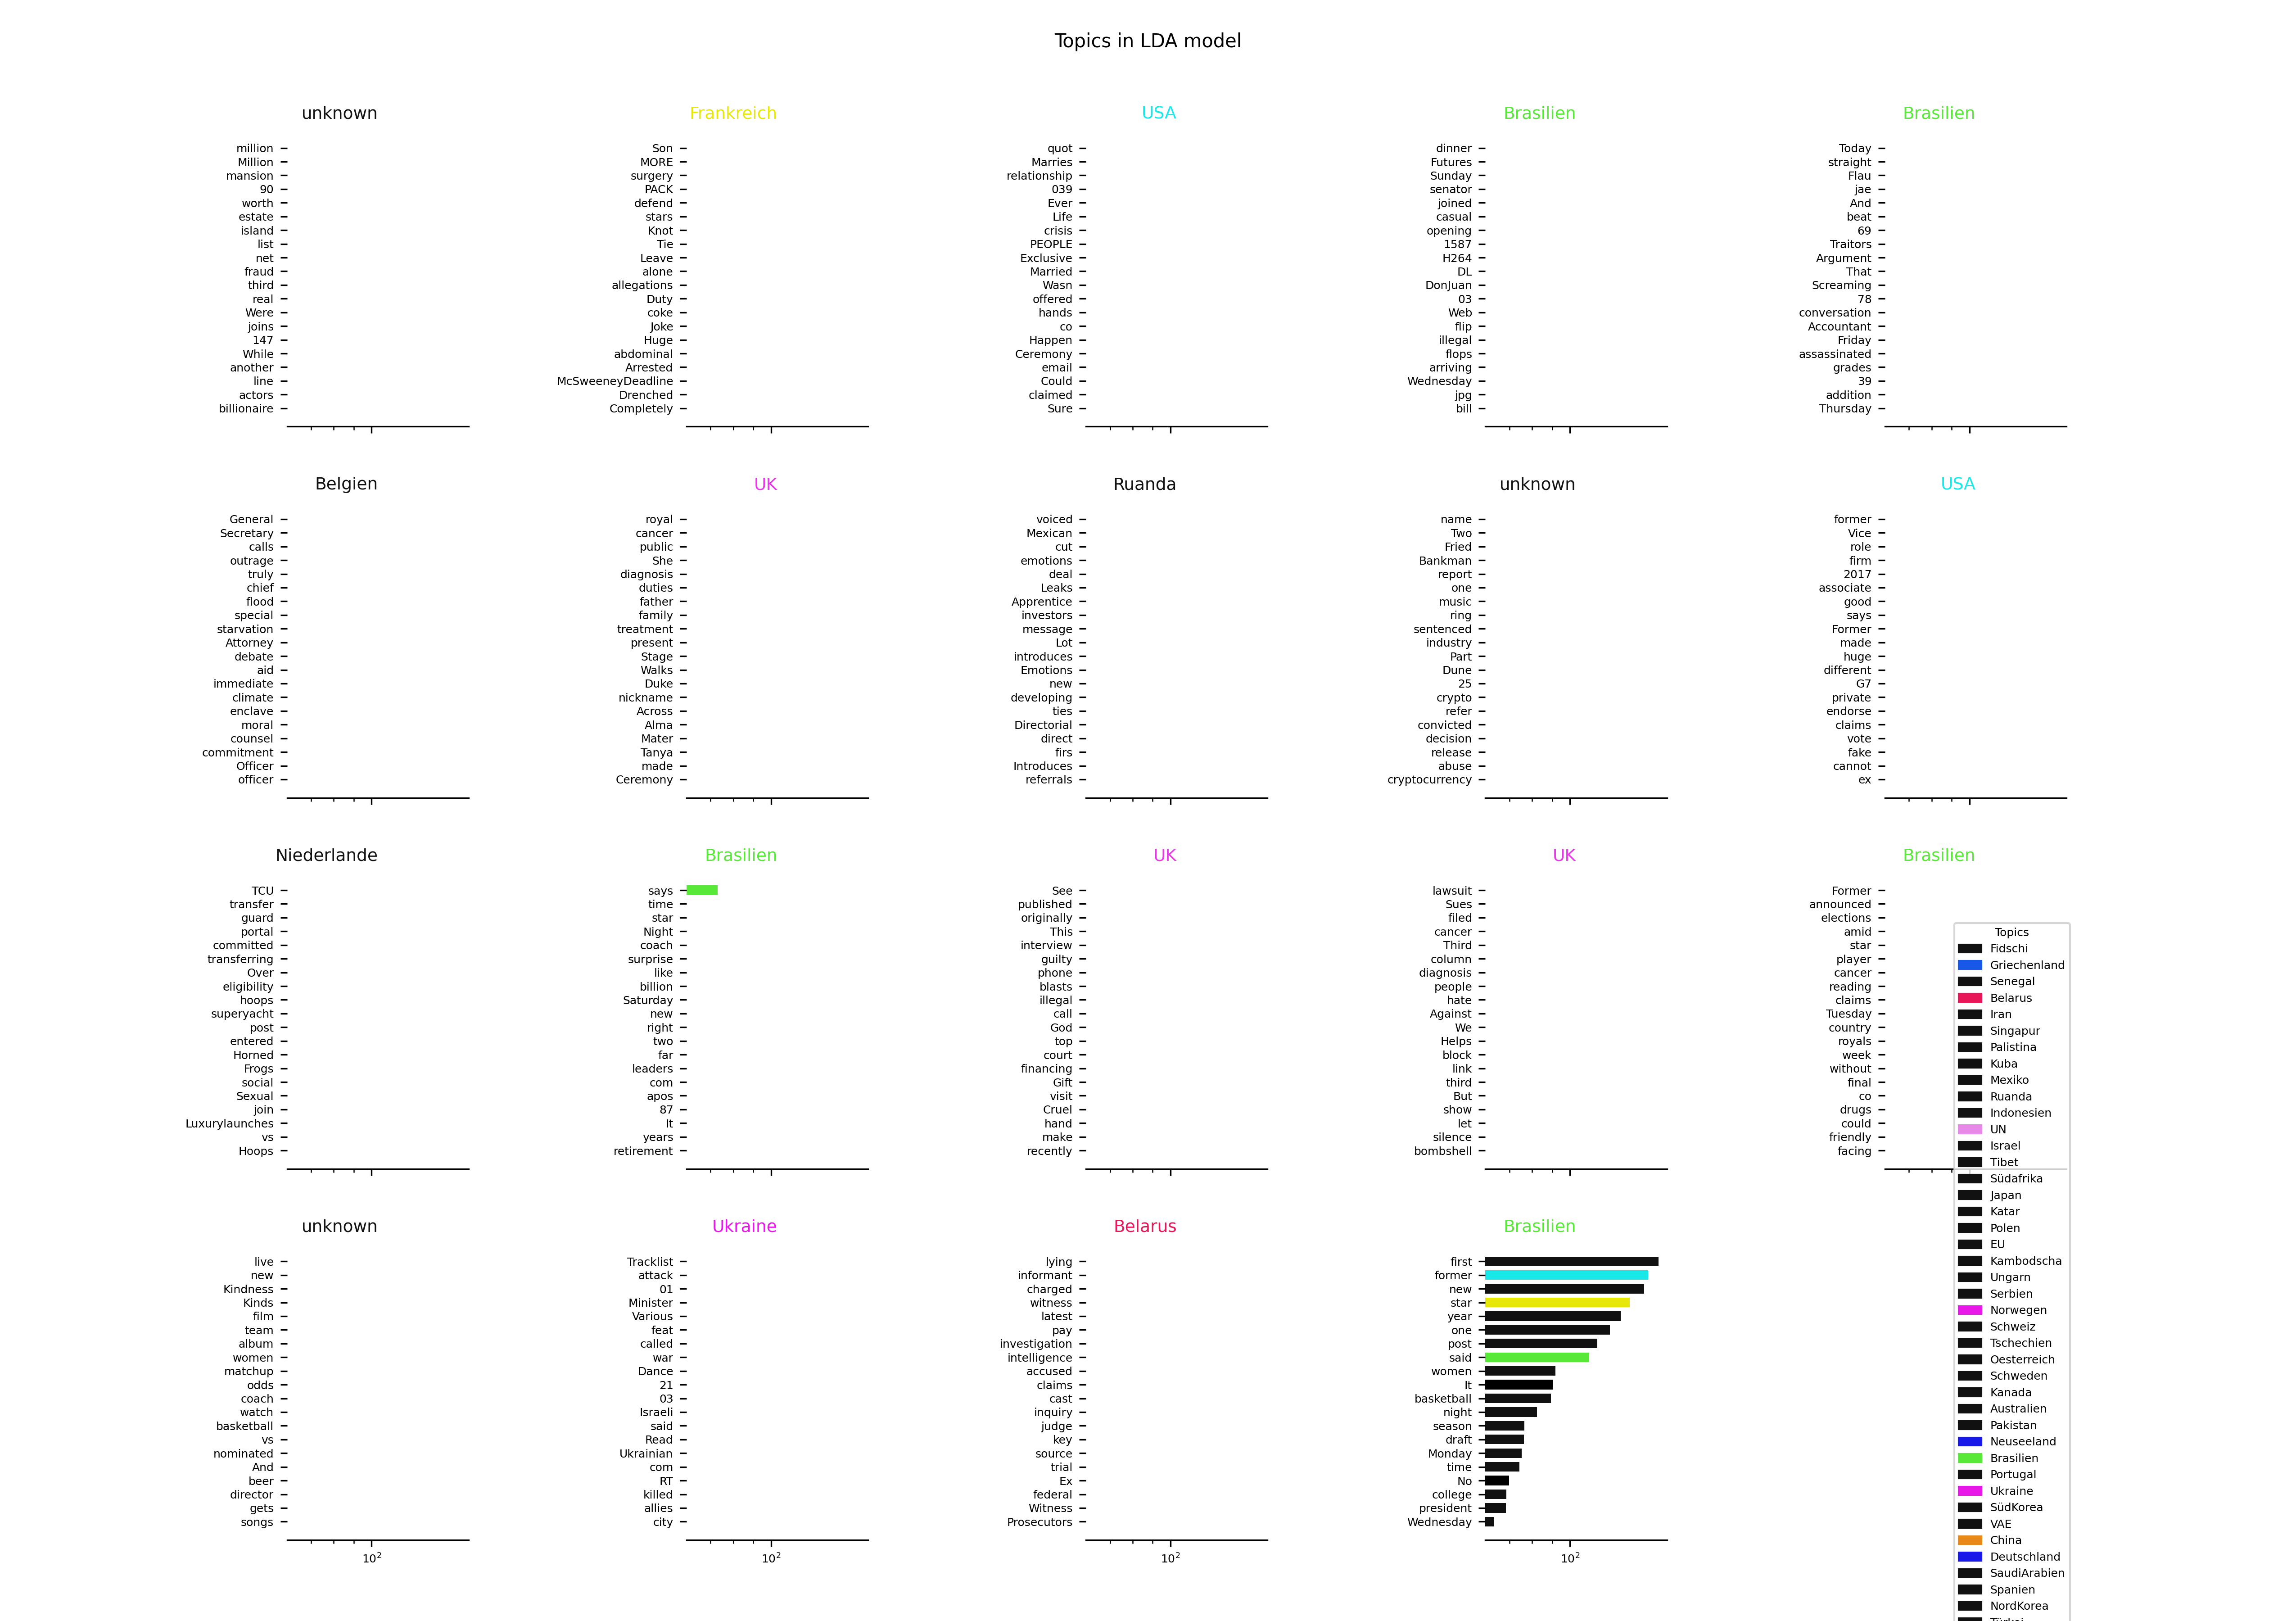 Topics in LDA model
unknown
million
Million
mansion
90
worth
estate
island
list
net
fraud
third
real
Were
joins
147
While
another
line
actors
billionaire
Frankreich
Son
MORE
surgery
PACK
defend
stars
Knot
Tie
Leave
alone
allegations
Duty
coke
Joke
Huge
abdominal
Arrested
McSweeneyDeadline
Drenched
Completely
USA
quot
Marries
relationship
039
Ever
Life
crisis
PEOPLE
Exclusive
Married
Wasn
offered
hands
co
Happen
Ceremony
email
Could
claimed
Sure
Brasilien
dinner
Futures
Sunday
senator
joined
casual
opening
1587
H264
DL
DonJuan
03
Web
flip
illegal
flops
arriving
Wednesday
jpg
bill
Brasilien
Today
straight
Flau
jae
And
beat
69
Traitors
Argument
That
Screaming
78
conversation
Accountant
Friday
assassinated
grades
39
addition
Thursday
Belgien
General
Secretary
calls
outrage
truly
chief
flood
special
starvation
Attorney
debate
aid
immediate
climate
enclave
moral
counsel
commitment
Officer
officer
UK
royal
cancer
public
She
diagnosis
duties
father
family
treatment
present
Stage
Walks
Duke
nickname
Across
Alma
Mater
Tanya
made
Ceremony
Ruanda
voiced
Mexican
cut
emotions
deal
Leaks
Apprentice
investors
message
Lot
introduces
Emotions
new
developing
ties
Directorial
direct
firs
Introduces
referrals
unknown
name
Two
Fried
Bankman
report
one
music
ring
sentenced
industry
Part
Dune
25
crypto
refer
convicted
decision
release
abuse
cryptocurrency
USA
former
Vice
role
firm
2017
associate
good
says
Former
made
huge
different
G7
private
endorse
claims
vote
fake
cannot
ex
Niederlande
TCU
transfer
guard
portal
committed
transferring
Over
eligibility
hoops
superyacht
post
entered
Horned
Frogs
social
Sexual
join
Luxurylaunches
vs
Hoops
Brasilien
says
time
star
Night
coach
surprise
like
billion
Saturday
new
right
two
far
leaders
com
apos
87
It
years
retirement
UK
See
published
originally
This
interview
guilty
phone
blasts
illegal
call
God
top
court
financing
Gift
visit
Cruel
hand
make
recently
UK
lawsuit
Sues
filed
cancer
Third
column
diagnosis
people
hate
Against
We
Helps
block
link
third
But
show
let
silence
bombshell
Brasilien
Former
announced
elections
amid
star
player
cancer
reading
claims
Tuesday
country
royals
week
without
final
co
drugs
could
friendly
facing
unknown
live
new
Kindness
Kinds
film
team
album
women
matchup
odds
coach
watch
basketball
vs
nominated
And
beer
director
gets
songs
10²
Ukraine
Tracklist
attack
01
Minister
Various
feat
called
war
Dance
21
03
Israeli
said
Read
Ukrainian
com
RT
killed
allies
city
10²
Belarus
lying
informant
charged
witness
latest
pay
investigation
intelligence
accused
claims
cast
inquiry
judge
key
source
trial
Ex
federal
Witness
Prosecutors
10²
Brasilien
first
former
new
star
year
one
post
said
women
It
basketball
night
season
draft
Monday
time
No
college
president
Wednesday
10²
Topics
Fidschi
Griechenland
Senegal
Belarus
Iran
Singapur
Palistina
Kuba
Mexiko
Ruanda
Indonesien
UN
Israel
Tibet
Südafrika
Japan
Katar
Polen
EU
Kambodscha
Ungarn
Serbien
Norwegen
Schweiz
Tschechien
Oesterreich
Schweden
Kanada
Australien
Pakistan
Neuseeland
Brasilien
Portugal
Ukraine
SüdKorea
VAE
China
Deutschland
SaudiArabien
Spanien
NordKorea